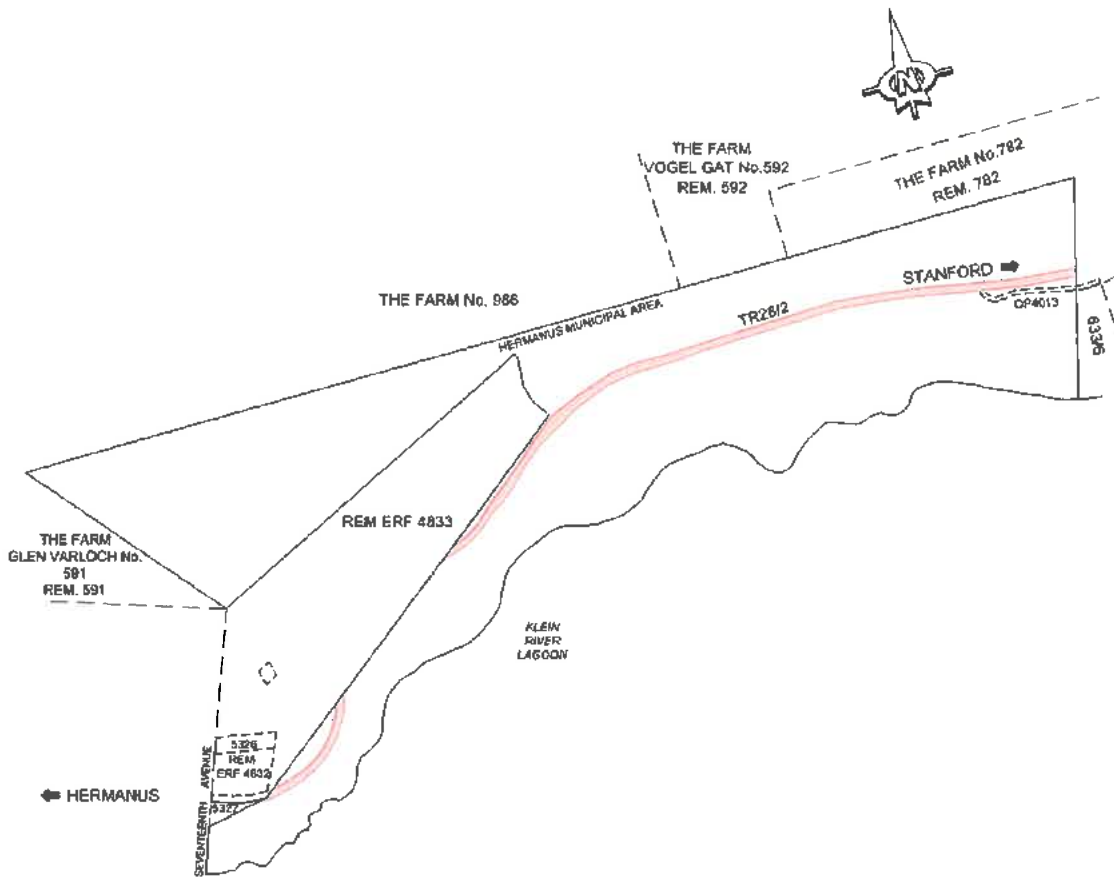 N
THE FARM
VOGEL GAT No.592
REM. 592
THE FARM No.782
REM. 782
STANFORD
THE FARM No. 986
HERMANUS MUNICIPAL AREA
TR28/2
OP4013
633/6
REM ERF 4833
THE FARM
GLEN VARLOCH No.
591
REM. 591
KLEIN
RIVER
LAGOON
5326
REM
ERF 4832
HERMANUS
5327
SEVENTEENTH AVENUE